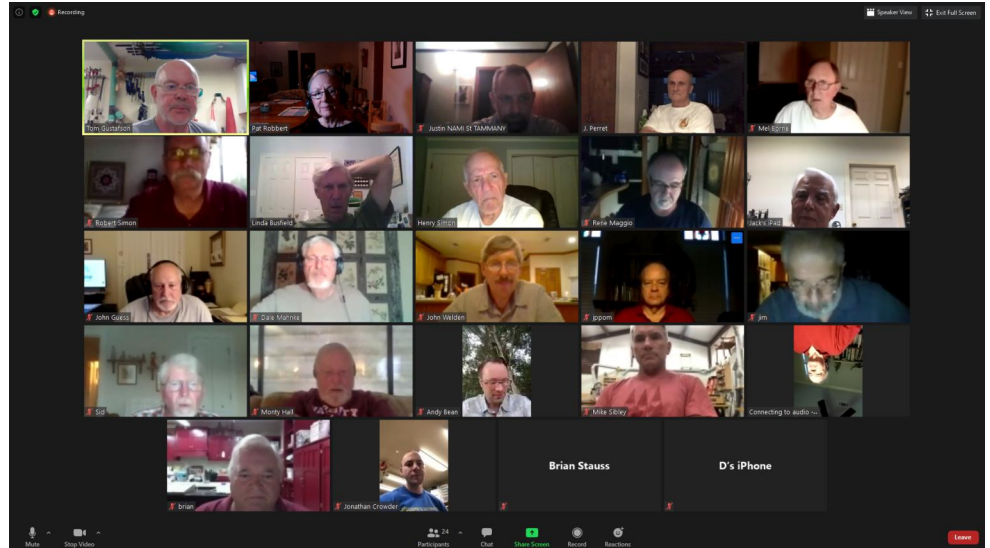 Recording
Speaker View
Exit Full Screen
Tom Gustafson
Pat Robbert
Justin NAMI St TAMMANY
J. Perret
Mel Borne
Robert Simon
Linda Busfield
Henry Simon
Rene Maggio
Jack's iPad
John Guess
Dale Mahnke
John Welden
jppom
jim
Sid
Monty Hall
Andy Bean
Mike Sibley
Connecting to audio ·...
brian
Jonathan Crowder
Brian Stauss
D's iPhone
Mute
Stop Video
24
Participants
Chat
Share Screen
Record
Reactions
Leave